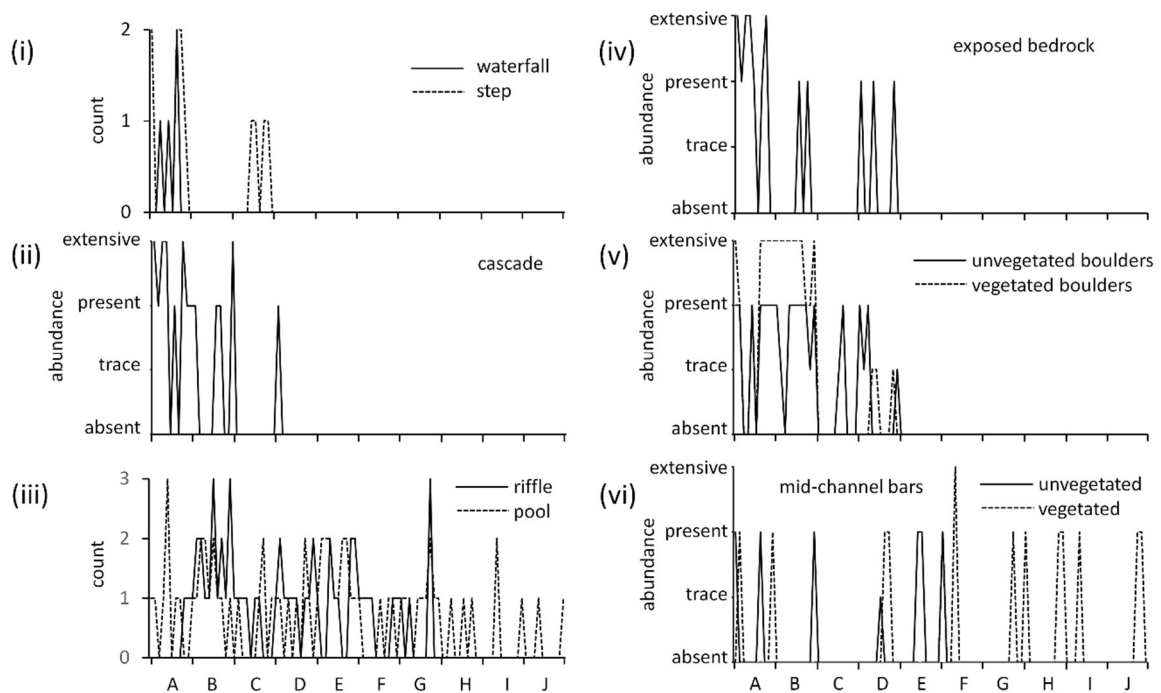 (i)
count
2
1
0
waterfall
step
(ii)
abundance
extensive
present
trace
absent
cascade
(iii)
count
3
2
1
0
riffle
pool
A B C D E F G H I J
(iv)
abundance
extensive
present
trace
absent
exposed bedrock
(v)
abundance
extensive
present
trace
absent
unvegetated boulders
vegetated boulders
(vi)
abundance
extensive
present
trace
absent
mid-channel bars
unvegetated
vegetated
A B C D E F G H I J